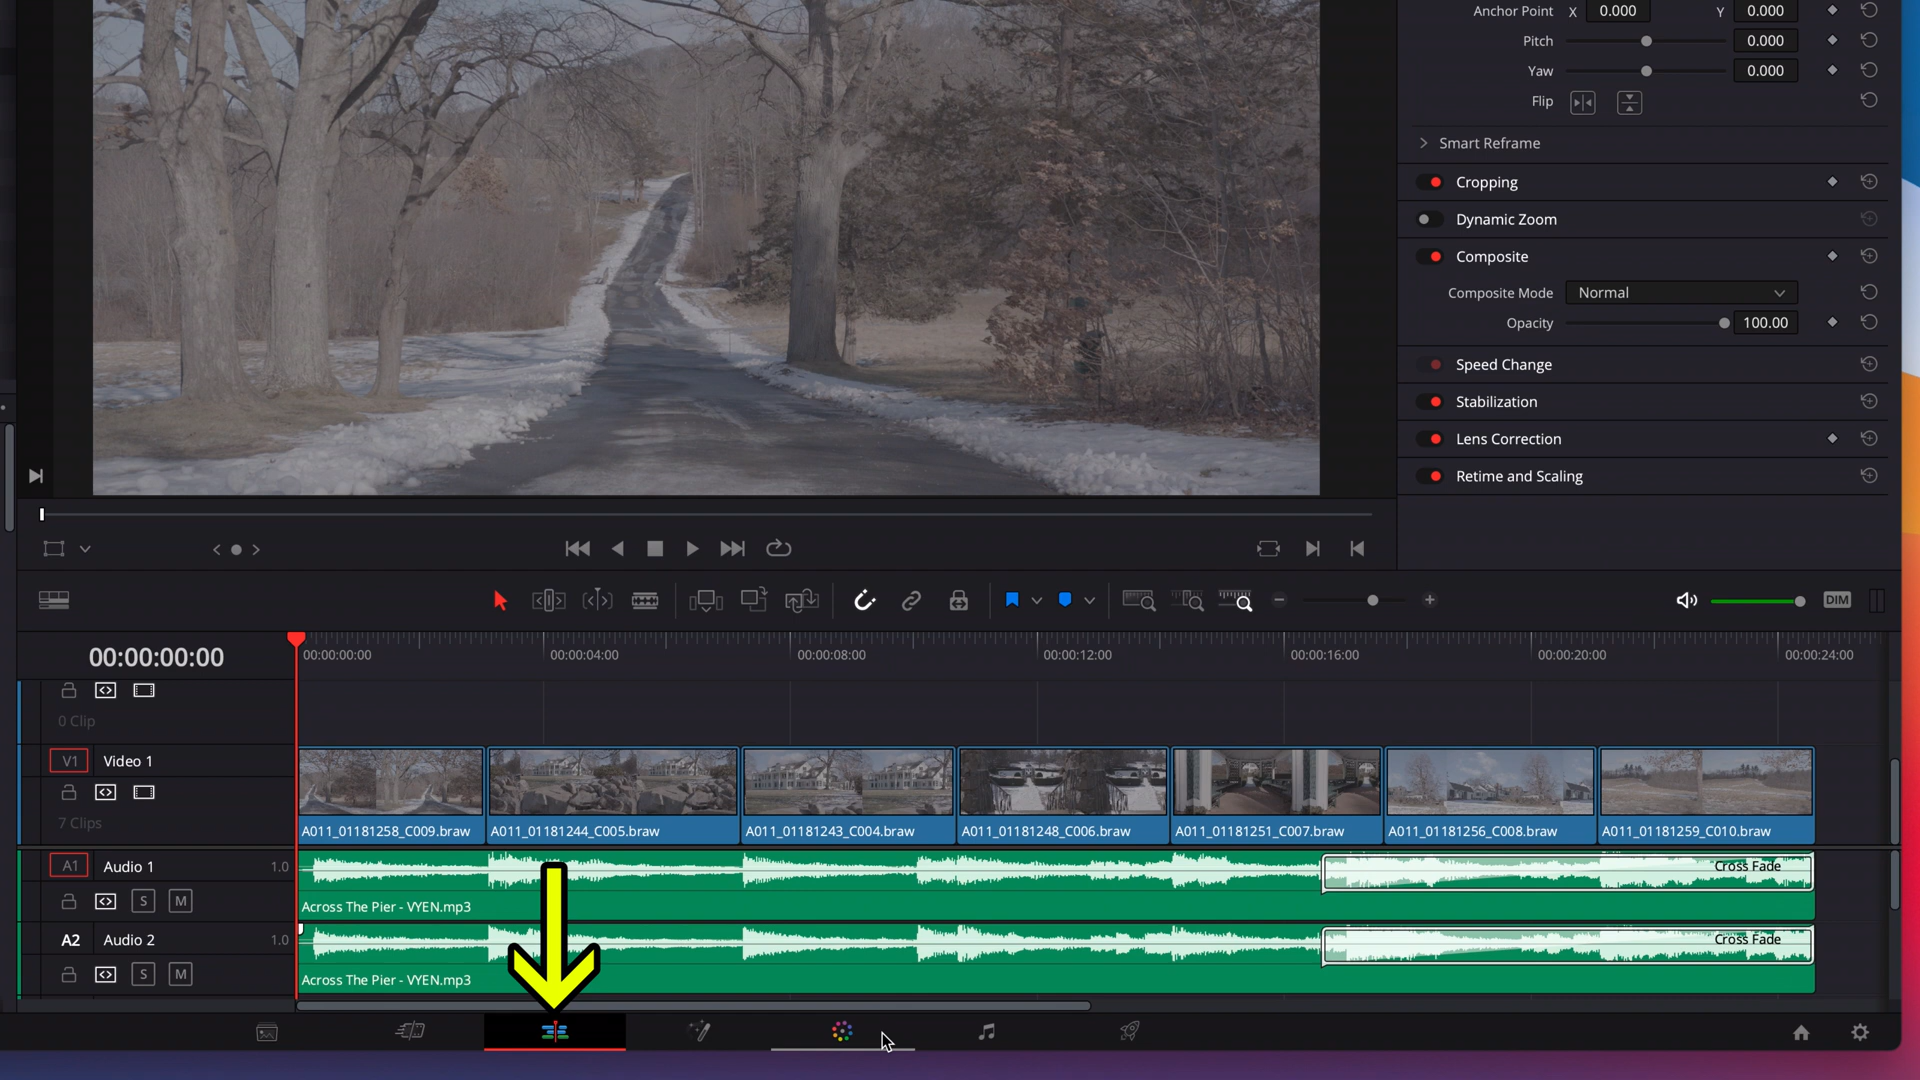 Anchor Point X 0.000 Y 0.000
Pitch 0.000
Yaw 0.000
Flip
Smart Reframe
Cropping
Dynamic Zoom
Composite
Composite Mode Normal
Opacity 100.00
Speed Change
Stabilization
Lens Correction
Retime and Scaling
DIM
00:00:00:00
00:00:00:00 00:00:04:00 00:00:08:00 00:00:12:00 00:00:16:00 00:00:20:00 00:00:24:00
0 Clip
V1 Video 1
7 Clips
A011_01181258_C009.braw A011_01181244_C005.braw A011_01181243_C004.braw A011_01181248_C006.braw A011_01181251_C007.braw A011_01181256_C008.braw A011_01181259_C010.braw
A1 Audio 1 1.0 Cross Fade
S M
Across The Pier - VYEN.mp3
A2 Audio 2 1.0 Cross Fade
S M
Across The Pier - VYEN.mp3